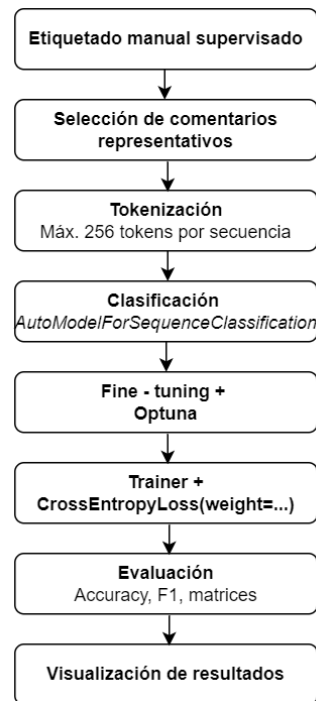 Etiquetado manual supervisado
Selección de comentarios
representativos
Tokenización
Máx. 256 tokens por secuencia
Clasificación
AutoModelForSequenceClassification
Fine - tuning +
Optuna
Trainer +
CrossEntropyLoss(weight=...)
Evaluación
Accuracy, F1, matrices
Visualización de resultados